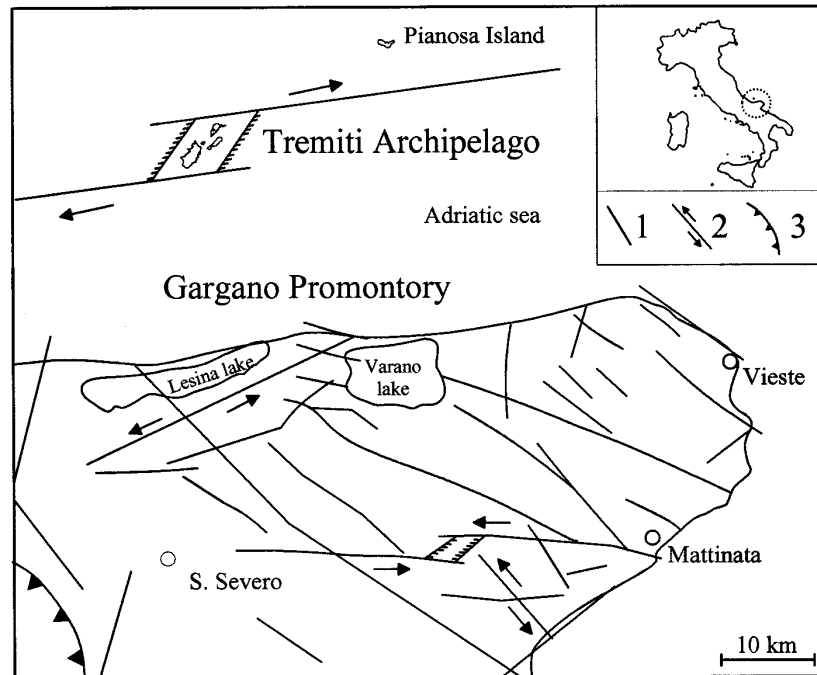 Pianosa Island
Tremiti Archipelago
Adriatic sea
1 2 3
Gargano Promontory
Lesina lake
Varano
lake
Vieste
Mattinata
S. Severo
10 km